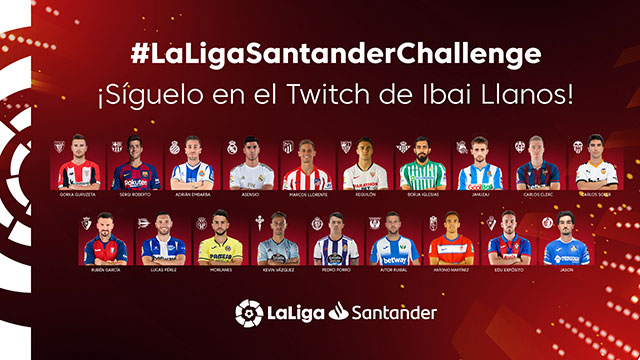 #LaLigaSantanderChallenge
¡Síguelo en el Twitch de Ibai Llanos!
GORKA GURUZETA
SERGI ROBERTO
ADRIÁN EMBARBA
ASENSIO
MARCOS LLORENTE
REGUILÓN
BORJA IGLESIAS
JANUZAJ
CARLOS CLERC
CARLOS SOLER
RUBÉN GARCÍA
LUCAS PÉREZ
MORLANES
KEVIN VÁZQUEZ
PEDRO PORRO
AITOR RUIBAL
ANTONIO MARTÍNEZ
EDU EXPÓSITO
JASON
LaLiga Santander